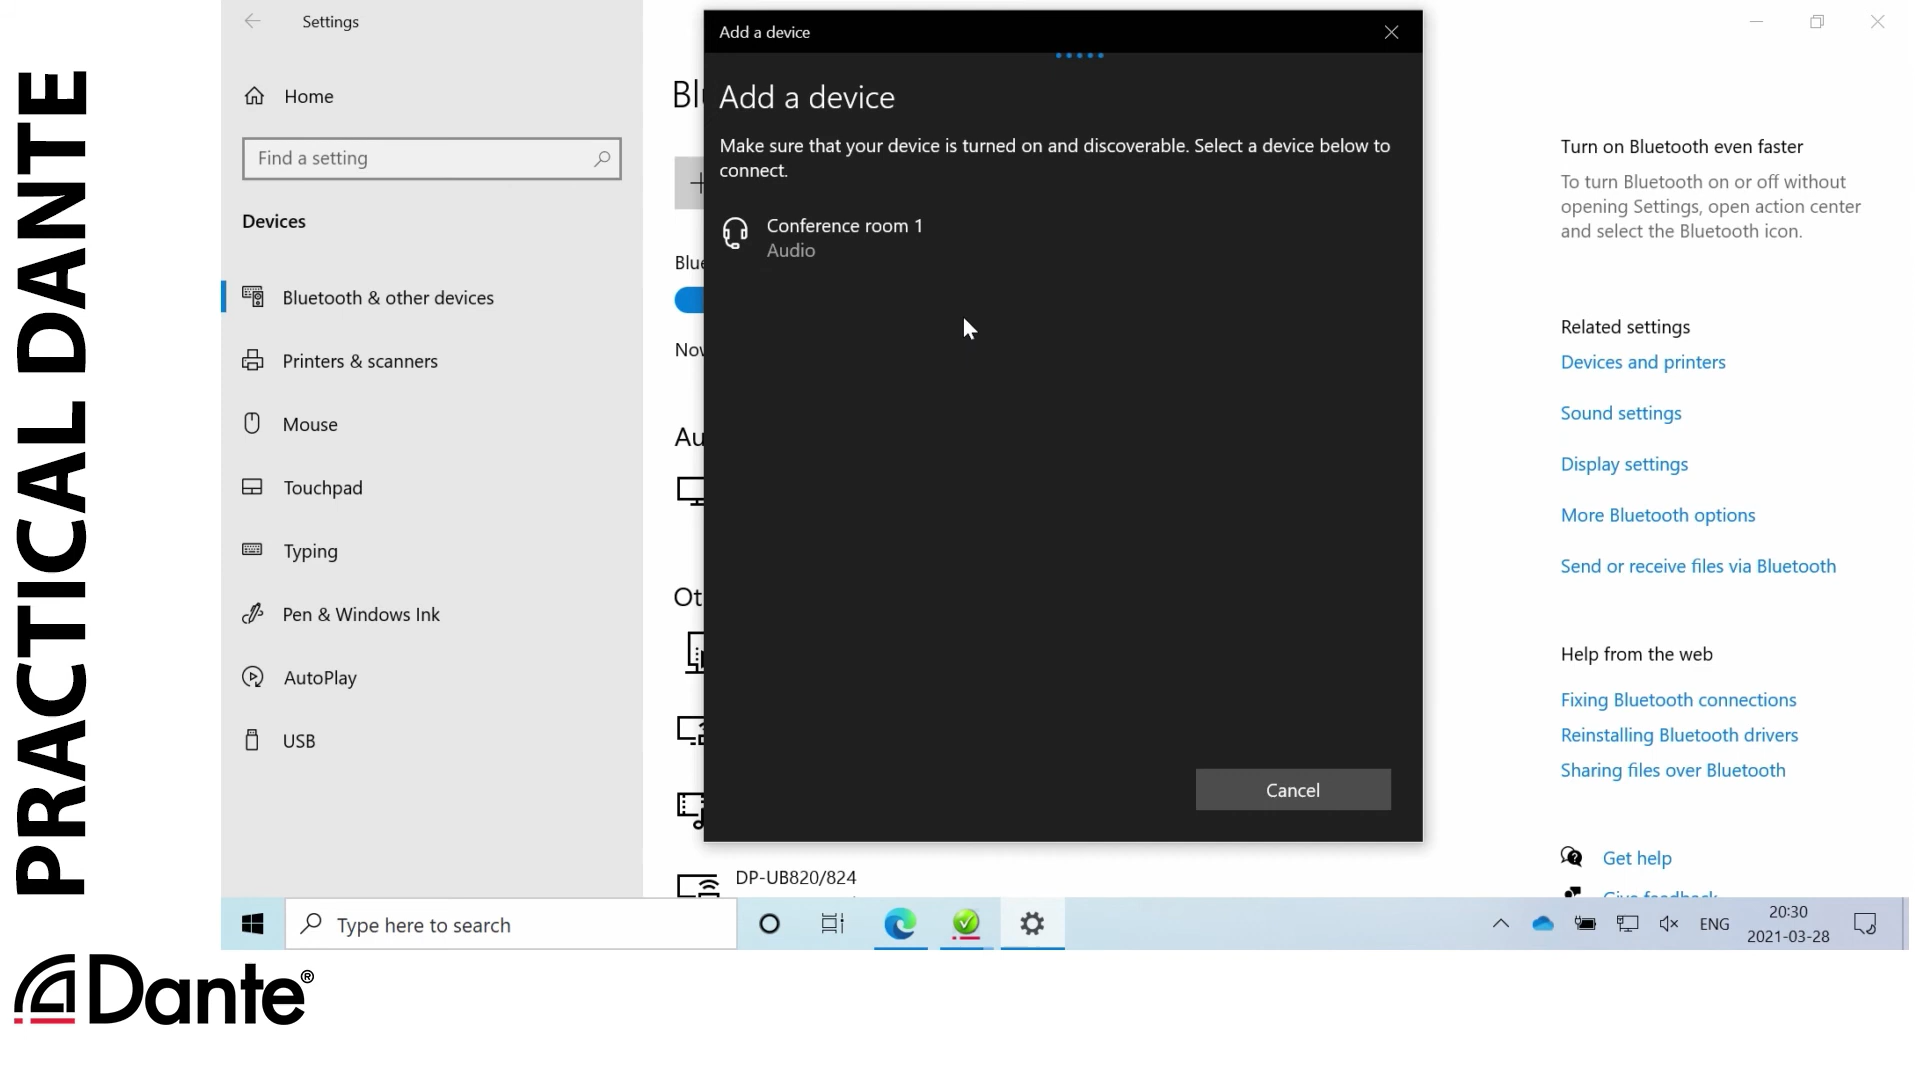 PRACTICAL DANTE
Settings
Home
Find a setting
Devices
Bluetooth & other devices
Printers & scanners
Mouse
Touchpad
Typing
Pen & Windows Ink
AutoPlay
USB
Add a device
Add a device
Make sure that your device is turned on and discoverable. Select a device below to
connect.
Conference room 1
Audio
Cancel
DP-UB820/824
Turn on Bluetooth even faster
To turn Bluetooth on or off without
opening Settings, open action center
and select the Bluetooth icon.
Related settings
Devices and printers
Sound settings
Display settings
More Bluetooth options
Send or receive files via Bluetooth
Help from the web
Fixing Bluetooth connections
Reinstalling Bluetooth drivers
Sharing files over Bluetooth
Get help
Give feedback
Type here to search
ENG
20:30
2021-03-28
Dante®